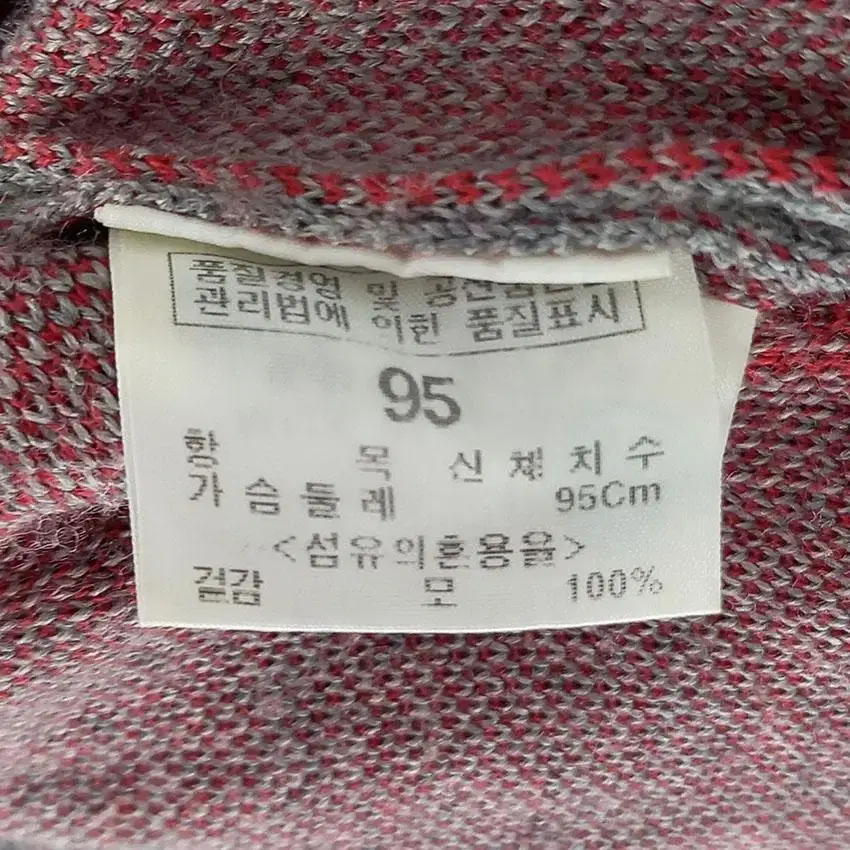 품질경영 및 공산품안전
관리법에 의한 품질표시
95
항 목 신체치수
가슴둘레 95Cm
<섬유의혼용율>
겉감 모 100%